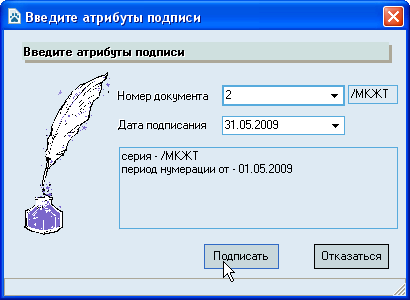 Введите атрибуты подписи
Введите атрибуты подписи
Номер документа 2 /МКЖТ
Дата подписания 31.05.2009
серия - /МКЖТ
период нумерации от - 01.05.2009
Подписать Отказаться